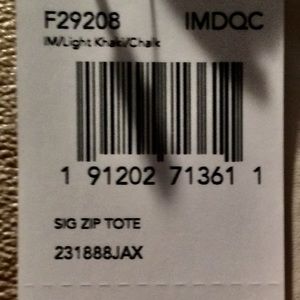 F29208 IMDQC
IM/Light Khaki/Chalk
1 91202 71361 1
SIG ZIP TOTE
231888JAX